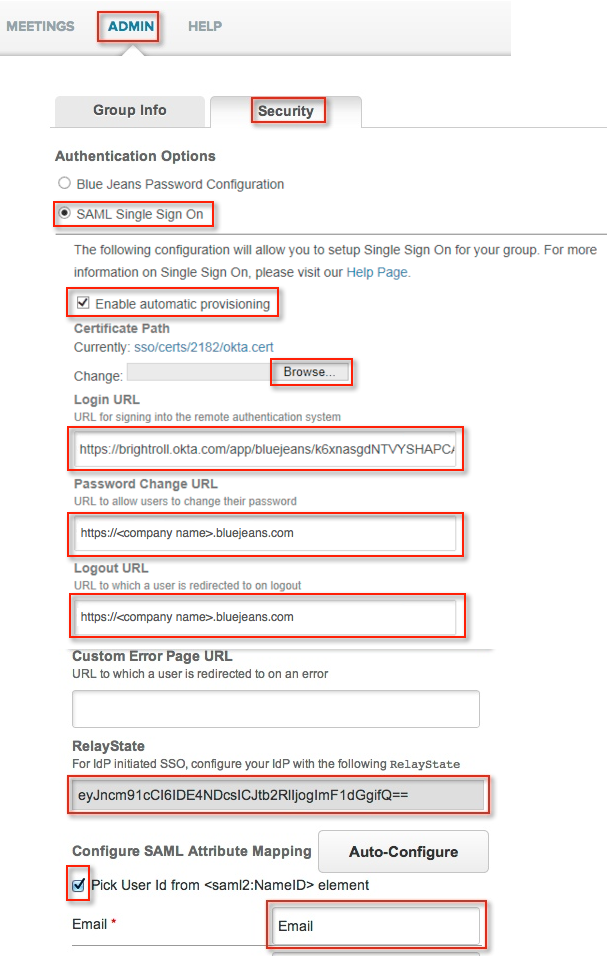 MEETINGS ADMIN HELP
Group Info Security
Authentication Options
Blue Jeans Password Configuration
SAML Single Sign On
The following configuration will allow you to setup Single Sign On for your group. For more
information on Single Sign On, please visit our Help Page.
Enable automatic provisioning
Certificate Path
Currently: sso/certs/2182/okta.cert
Change: Browse...
Login URL
URL for signing into the remote authentication system
https://brightroll.okta.com/app/bluejeans/k6xnasgdNTVYSHAPCA
Password Change URL
URL to allow users to change their password
https://<company name>.bluejeans.com
Logout URL
URL to which a user is redirected to on logout
https://<company name>.bluejeans.com
Custom Error Page URL
URL to which a user is redirected to on an error
RelayState
For IdP initiated SSO, configure your IdP with the following RelayState
eyJncm91cCI6IDE4NDcsICJtb2RlIjogImF1dGgifQ==
Configure SAML Attribute Mapping Auto-Configure
Pick User Id from <saml2:NameID> element
Email * Email